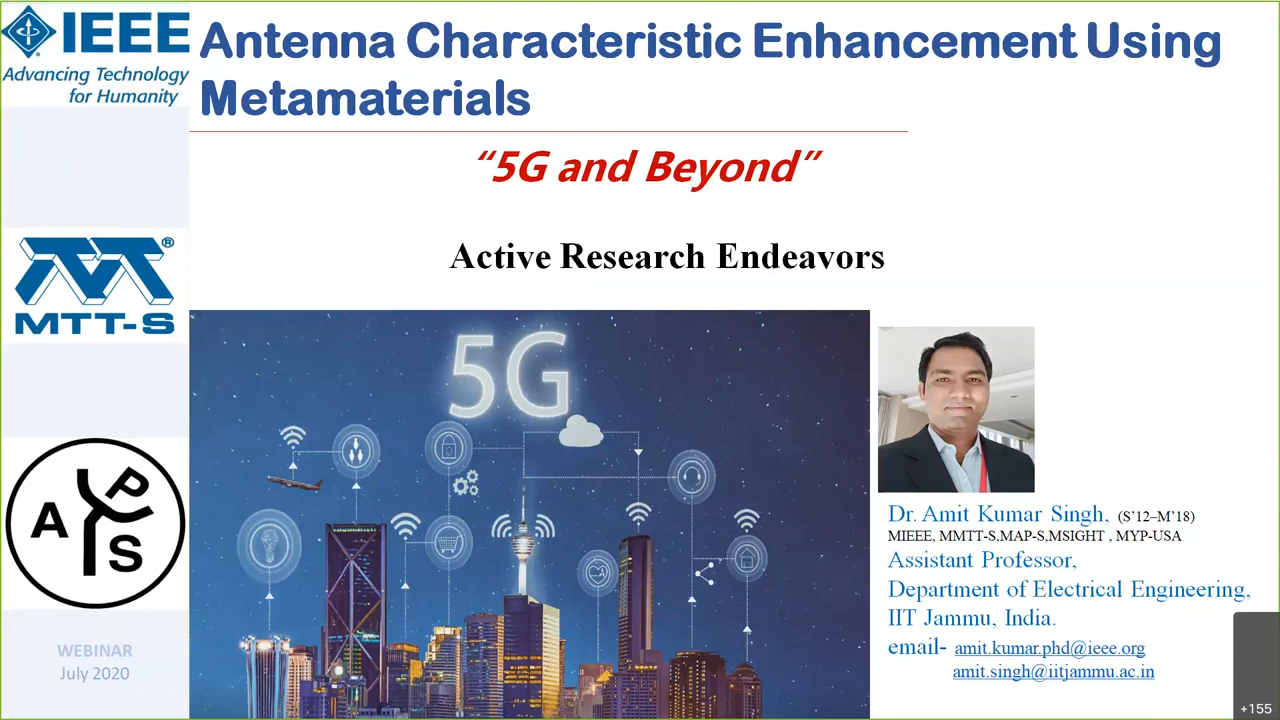 IEEE
Advancing Technology
for Humanity
Antenna Characteristic Enhancement Using
Metamaterials
“5G and Beyond”
Active Research Endeavors
MTT-S
®
5G
A P S
Dr. Amit Kumar Singh, (S’12–M’18)
MIEEE, MMTT-S,MAP-S,MSIGHT , MYP-USA
Assistant Professor,
Department of Electrical Engineering,
IIT Jammu, India.
email- amit.kumar.phd@ieee.org
amit.singh@iitjammu.ac.in
WEBINAR
July 2020
+155